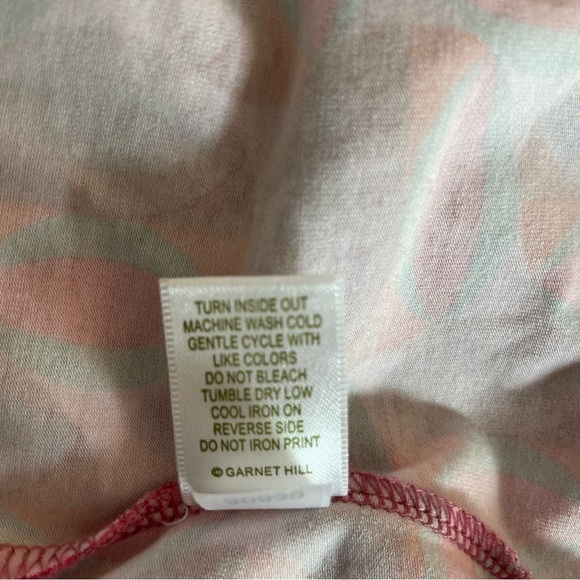 TURN INSIDE OUT
MACHINE WASH COLD
GENTLE CYCLE WITH
LIKE COLORS
DO NOT BLEACH
TUMBLE DRY LOW
COOL IRON ON
REVERSE SIDE
DO NOT IRON PRINT
© GARNET HILL